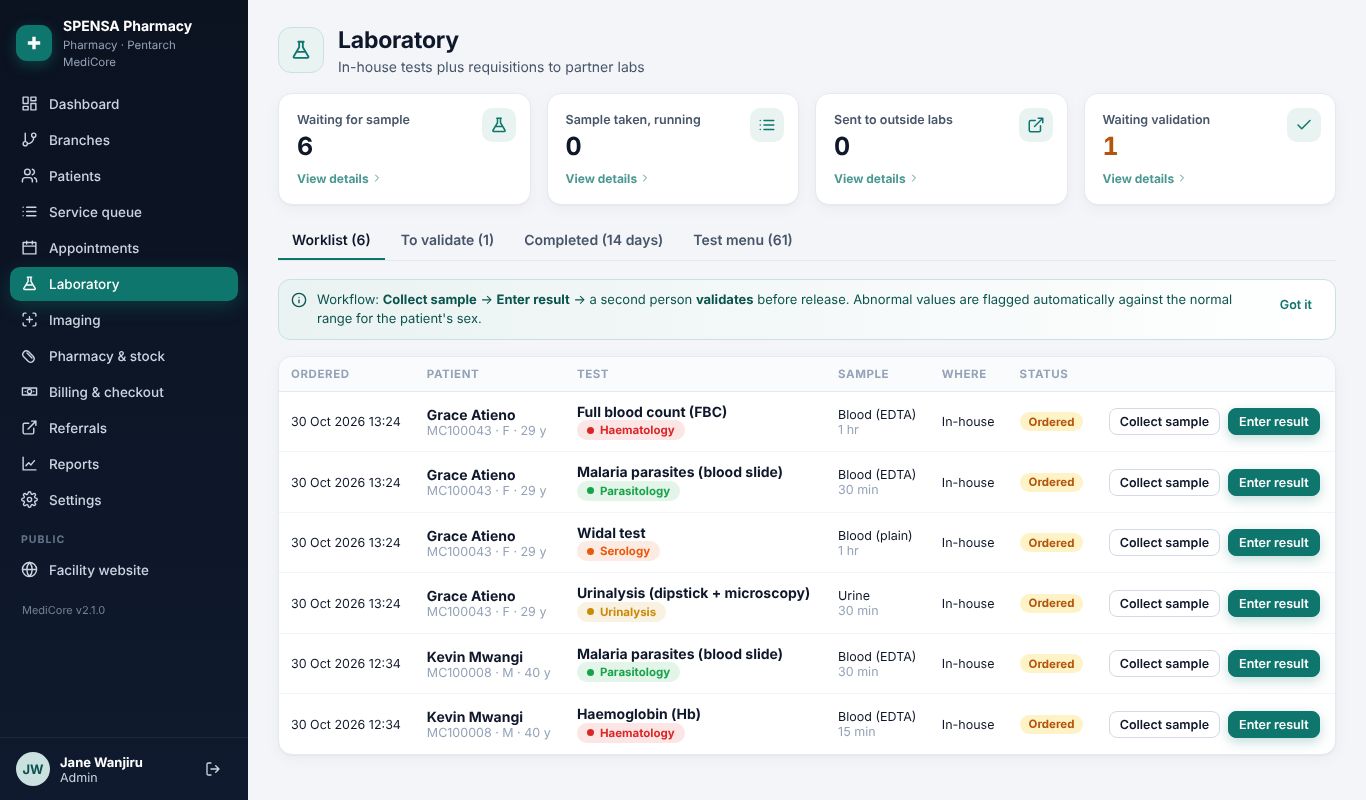 SPENSA Pharmacy
Pharmacy · Pentarch
MediCore
Dashboard
Branches
Patients
Service queue
Appointments
Laboratory
Imaging
Pharmacy & stock
Billing & checkout
Referrals
Reports
Settings
PUBLIC
Facility website
MediCore v2.1.0
JW
Jane Wanjiru
Admin
Laboratory
In-house tests plus requisitions to partner labs
Waiting for sample
6
View details
Sample taken, running
0
View details
Sent to outside labs
0
View details
Waiting validation
1
View details
Worklist (6) To validate (1) Completed (14 days) Test menu (61)
Workflow: Collect sample → Enter result → a second person validates before release. Abnormal values are flagged automatically against the normal
range for the patient's sex.
Got it
ORDERED PATIENT TEST SAMPLE WHERE STATUS
30 Oct 2026 13:24 Grace Atieno Full blood count (FBC) Blood (EDTA) In-house Ordered Collect sample Enter result
MC100043 · F · 29 y Haematology 1 hr
30 Oct 2026 13:24 Grace Atieno Malaria parasites (blood slide) Blood (EDTA) In-house Ordered Collect sample Enter result
MC100043 · F · 29 y Parasitology 30 min
30 Oct 2026 13:24 Grace Atieno Widal test Blood (plain) In-house Ordered Collect sample Enter result
MC100043 · F · 29 y Serology 1 hr
30 Oct 2026 13:24 Grace Atieno Urinalysis (dipstick + microscopy) Urine In-house Ordered Collect sample Enter result
MC100043 · F · 29 y Urinalysis 30 min
30 Oct 2026 12:34 Kevin Mwangi Malaria parasites (blood slide) Blood (EDTA) In-house Ordered Collect sample Enter result
MC100008 · M · 40 y Parasitology 30 min
30 Oct 2026 12:34 Kevin Mwangi Haemoglobin (Hb) Blood (EDTA) In-house Ordered Collect sample Enter result
MC100008 · M · 40 y Haematology 15 min